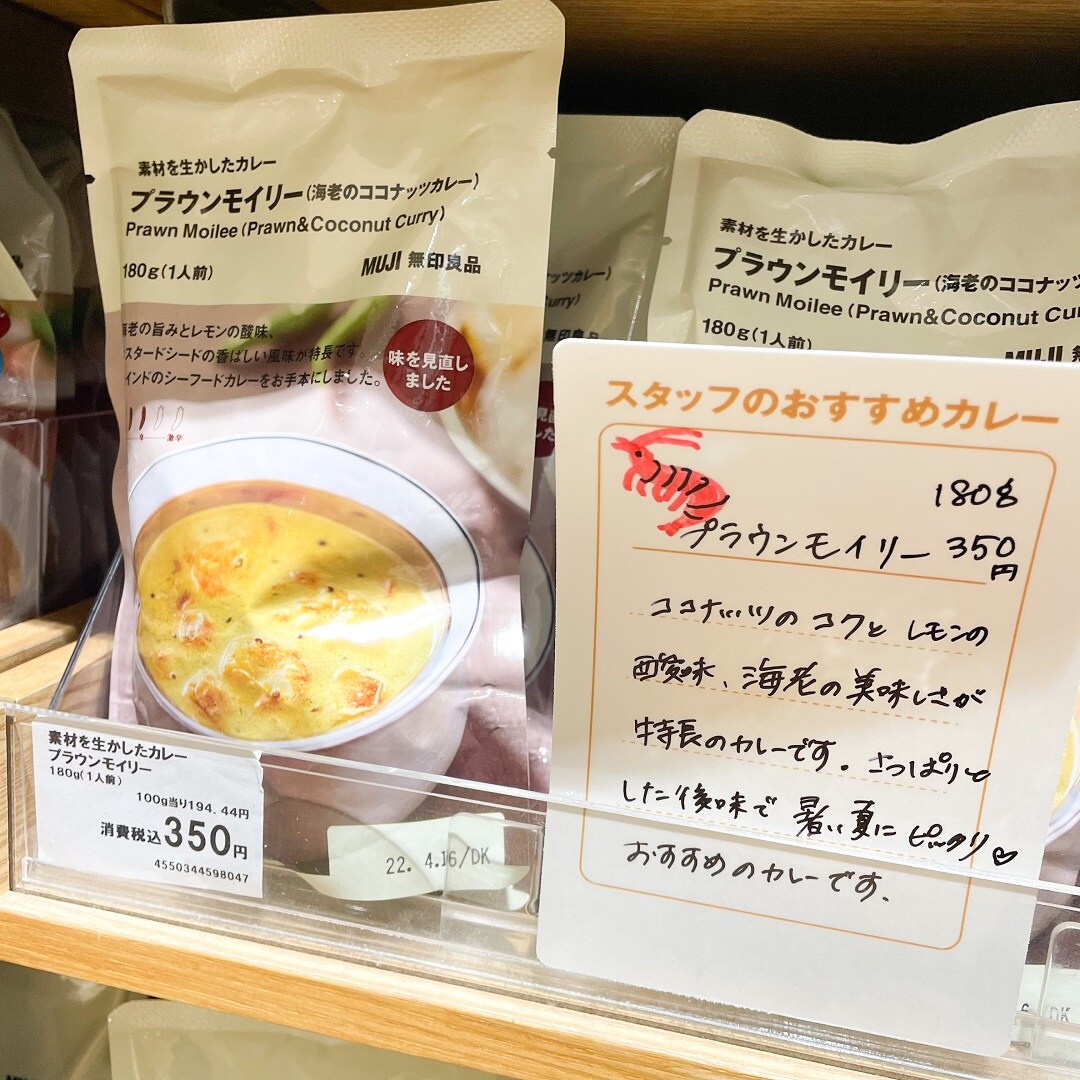 素材を生かしたカレー
プラウンモイリー(海老のココナッツカレー)
Prawn Moilee (Prawn&Coconut Curry)
180g(1人前)
MUJI 無印良品
海老の旨みとレモンの酸味、
マスタードシードの香ばしい風味が特長です。
インドのシーフードカレーをお手本にしました。
味を見直し
ました
素材を生かしたカレー
プラウンモイリー
180g(1人前)
100g当り194.44円
消費税込350円
4550344598047
22. 4.16/DK
ナッツカレー)
urry)
無印良品
素材を生かしたカレー
プラウンモイリー(海老のココナッツ
Prawn Moilee (Prawn&Coconut Cu
180g(1人前)
MUJI 無
スタッフのおすすめカレー
180g
プラウンモイリー 350円
ココナッツのコクと レモンの
酸味、海老の美味しさが
特長のカレーです。さっぱりと
した後味で 暑い夏に ピッタリ♡
おすすめのカレーです。